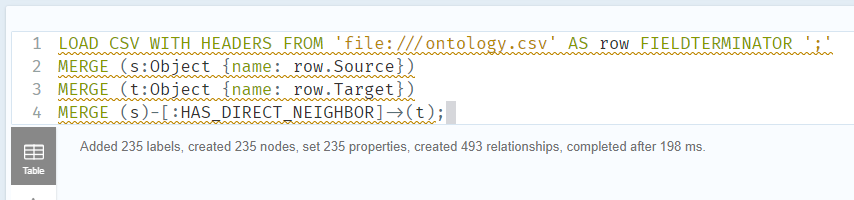 1 LOAD CSV WITH HEADERS FROM 'file:///ontology.csv' AS row FIELDTERMINATOR ';'
2 MERGE (s:Object {name: row.Source})
3 MERGE (t:Object {name: row.Target})
4 MERGE (s)-[:HAS_DIRECT_NEIGHBOR]->(t);
Added 235 labels, created 235 nodes, set 235 properties, created 493 relationships, completed after 198 ms.
Table